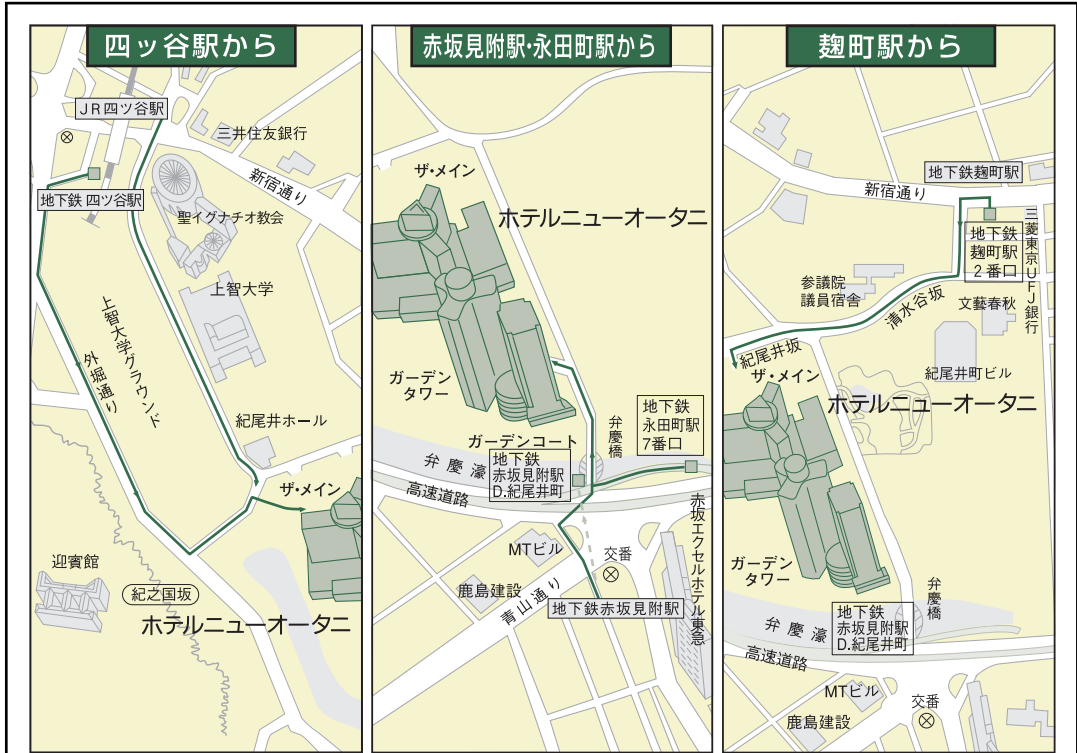 四ッ谷駅から
JR四ツ谷駅
三井住友銀行
新宿通り
地下鉄 四ツ谷駅
聖イグナチオ教会
上智大学
上智大学グラウンド
外堀通り
紀尾井ホール
ザ・メイン
迎賓館
紀之国坂
ホテルニューオータニ
赤坂見附駅・永田町駅から
ザ・メイン
ホテルニューオータニ
ガーデン
タワー
ガーデンコート
地下鉄
永田町駅
7番口
弁慶橋
弁慶濠
地下鉄
赤坂見附駅
D.紀尾井町
高速道路
赤坂エクセルホテル東急
MTビル
交番
鹿島建設
青山通り
地下鉄赤坂見附駅
麹町駅から
地下鉄麹町駅
新宿通り
地下鉄
麹町駅
2番口
三菱東京UFJ銀行
参議院
議員宿舎
清水谷坂
文藝春秋
紀尾井坂
紀尾井町ビル
ザ・メイン
ホテルニューオータニ
ガーデン
タワー
弁慶橋
地下鉄
赤坂見附駅
D.紀尾井町
弁慶濠
高速道路
MTビル
交番
鹿島建設